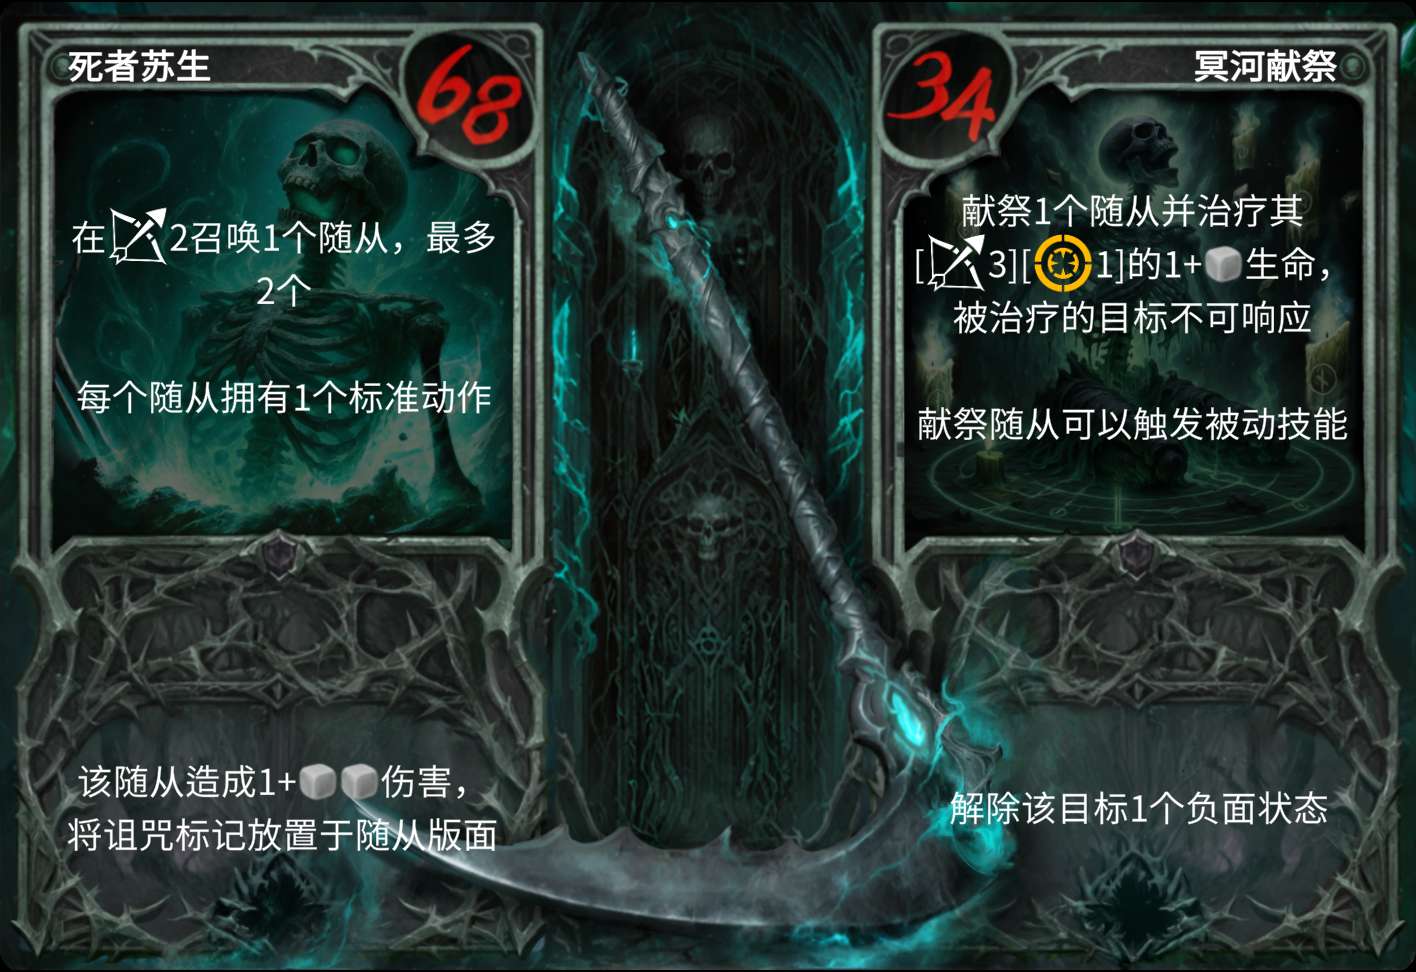 死者苏生
68
在2召唤1个随从，最多
2个
每个随从拥有1个标准动作
该随从造成1+伤害，
将诅咒标记放置于随从版面
34
冥河献祭
献祭1个随从并治疗其
[3][1]的1+生命，
被治疗的目标不可响应
献祭随从可以触发被动技能
解除该目标1个负面状态